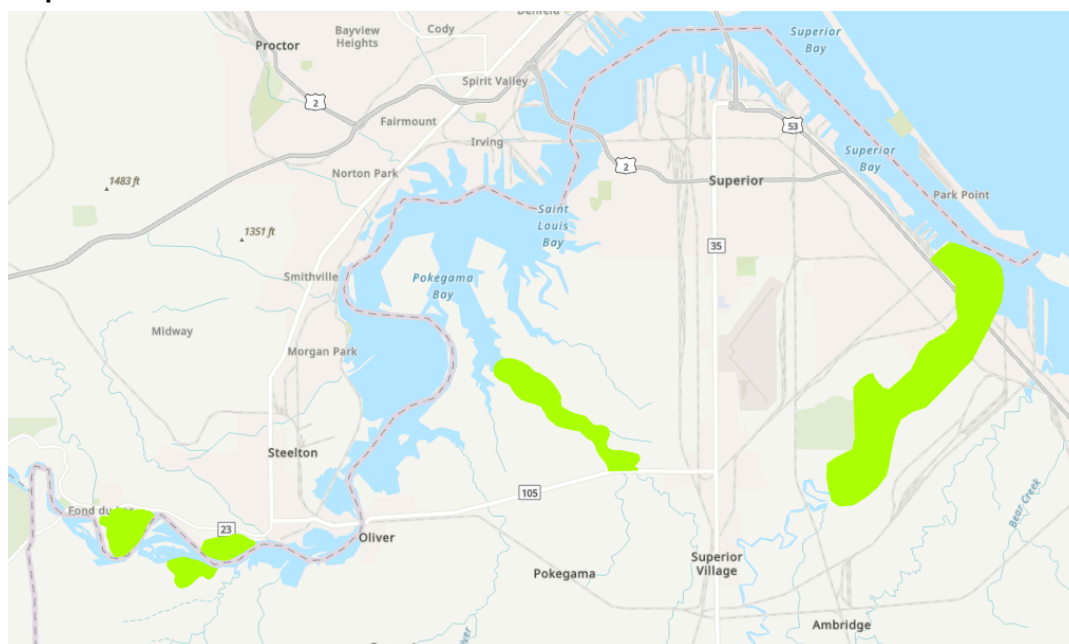 Denfeld
Bayview
Heights
Cody
Proctor
Superior
Bay
Spirit Valley
2
Fairmount
53
Irving
Superior
Bay
2
Norton Park
Superior
1483 ft
Park Point
Saint
Louis
Bay
1351 ft
35
Smithville
Pokegama
Bay
Midway
Morgan Park
Steelton
105
Fond du Lac
23
Oliver
Bear Creek
Superior
Village
Pokegama
Ambridge